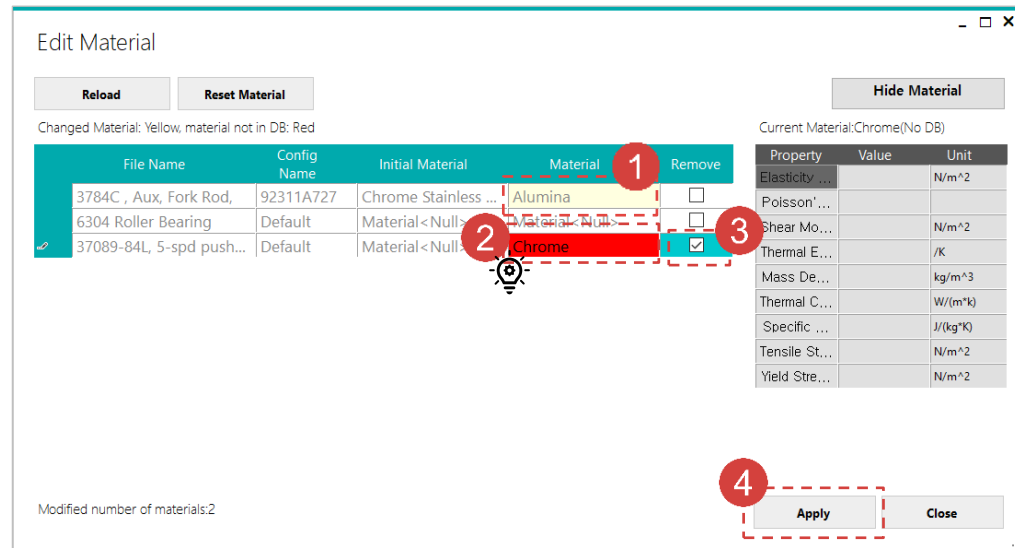 Edit Material
Reload
Reset Material
Hide Material
Changed Material: Yellow, material not in DB: Red
Current Material:Chrome(No DB)
File Name Config Name Initial Material Material 1 Remove
3784C , Aux, Fork Rod, 92311A727 Chrome Stainless ... Alumina
6304 Roller Bearing Default Material<Null> Material<Null>
37089-84L, 5-spd push... Default Material<Null> 2 Chrome 3
Property Value Unit
Elasticity ... N/m^2
Poisson'...
Shear Mo... N/m^2
Thermal E... /K
Mass De... kg/m^3
Thermal C... W/(m*k)
Specific ... J/(kg*K)
Tensile St... N/m^2
Yield Stre... N/m^2
4
Modified number of materials:2
Apply
Close